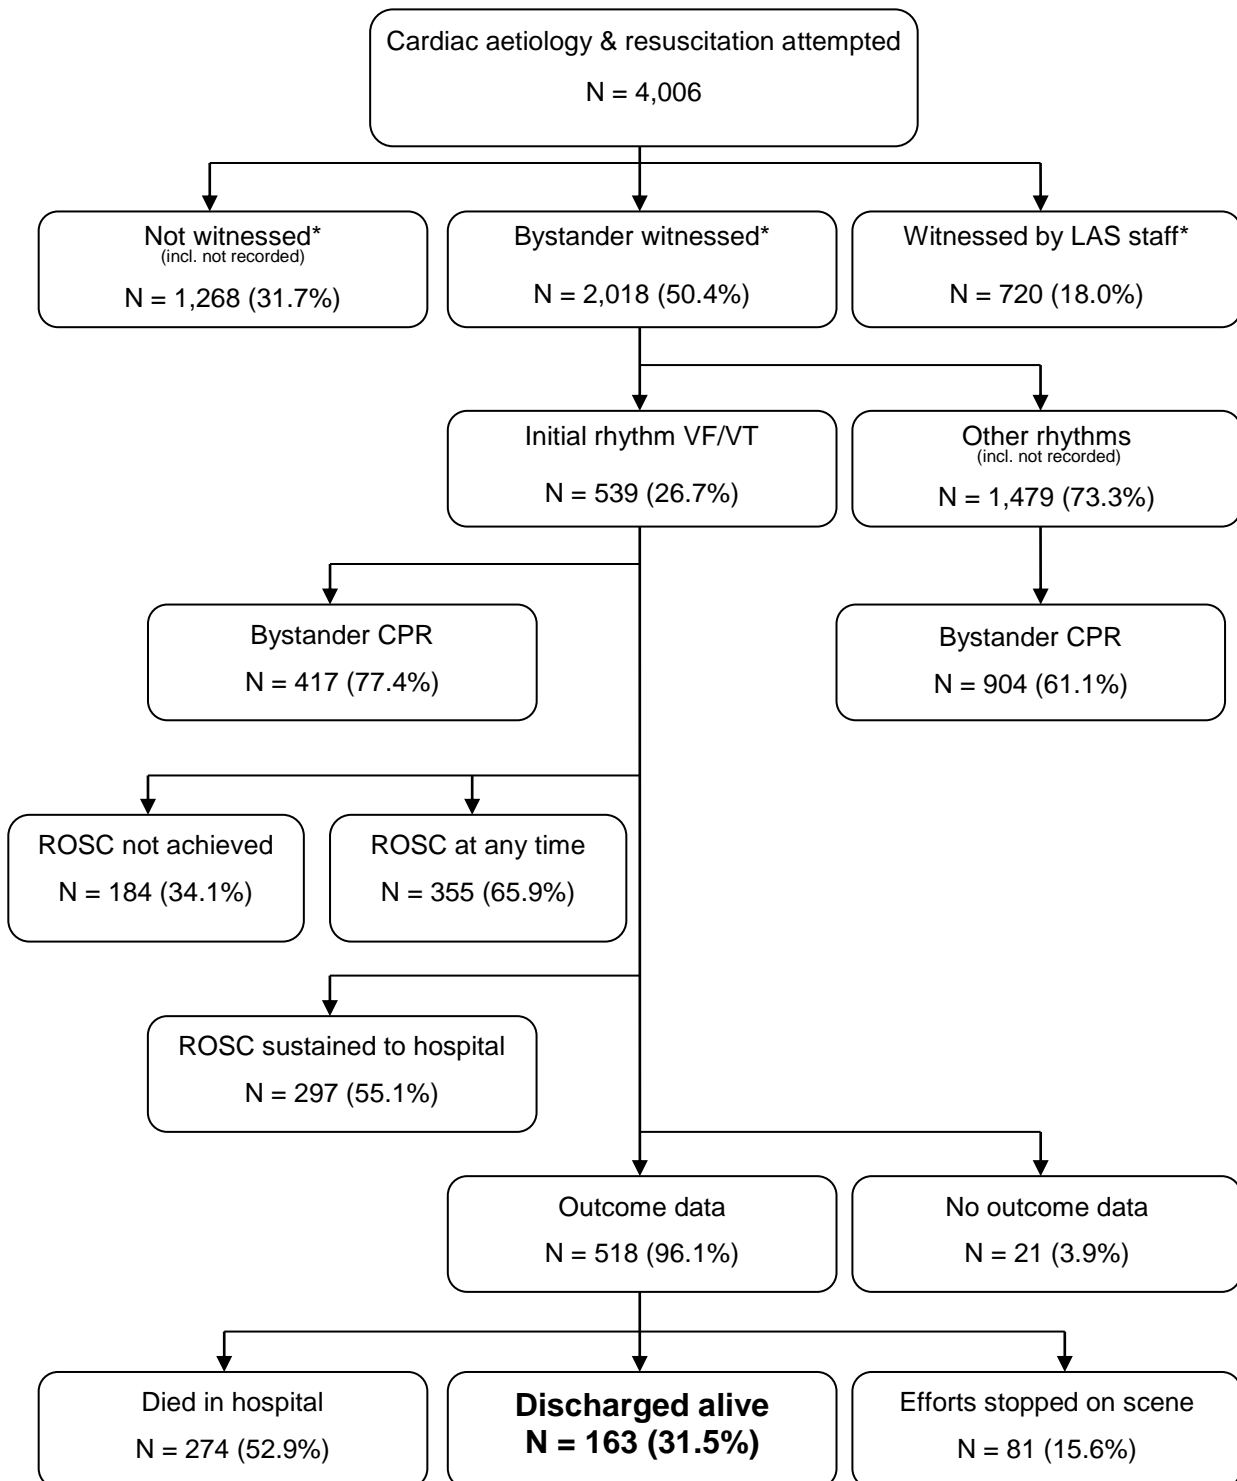 Cardiac aetiology & resuscitation attempted
N = 4,006
Not witnessed*
(incl. not recorded)
N = 1,268 (31.7%)
Bystander witnessed*
N = 2,018 (50.4%)
Witnessed by LAS staff*
N = 720 (18.0%)
Initial rhythm VF/VT
N = 539 (26.7%)
Other rhythms
(incl. not recorded)
N = 1,479 (73.3%)
Bystander CPR
N = 417 (77.4%)
Bystander CPR
N = 904 (61.1%)
ROSC not achieved
N = 184 (34.1%)
ROSC at any time
N = 355 (65.9%)
ROSC sustained to hospital
N = 297 (55.1%)
Outcome data
N = 518 (96.1%)
No outcome data
N = 21 (3.9%)
Died in hospital
N = 274 (52.9%)
Discharged alive
N = 163 (31.5%)
Efforts stopped on scene
N = 81 (15.6%)